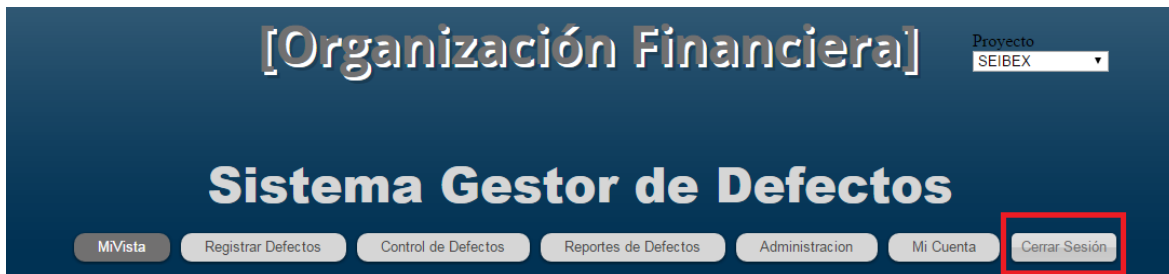 [Organización Financiera]
Proyecto
SEIBEX
Sistema Gestor de Defectos
MiVista Registrar Defectos Control de Defectos Reportes de Defectos Administracion Mi Cuenta Cerrar Sesión